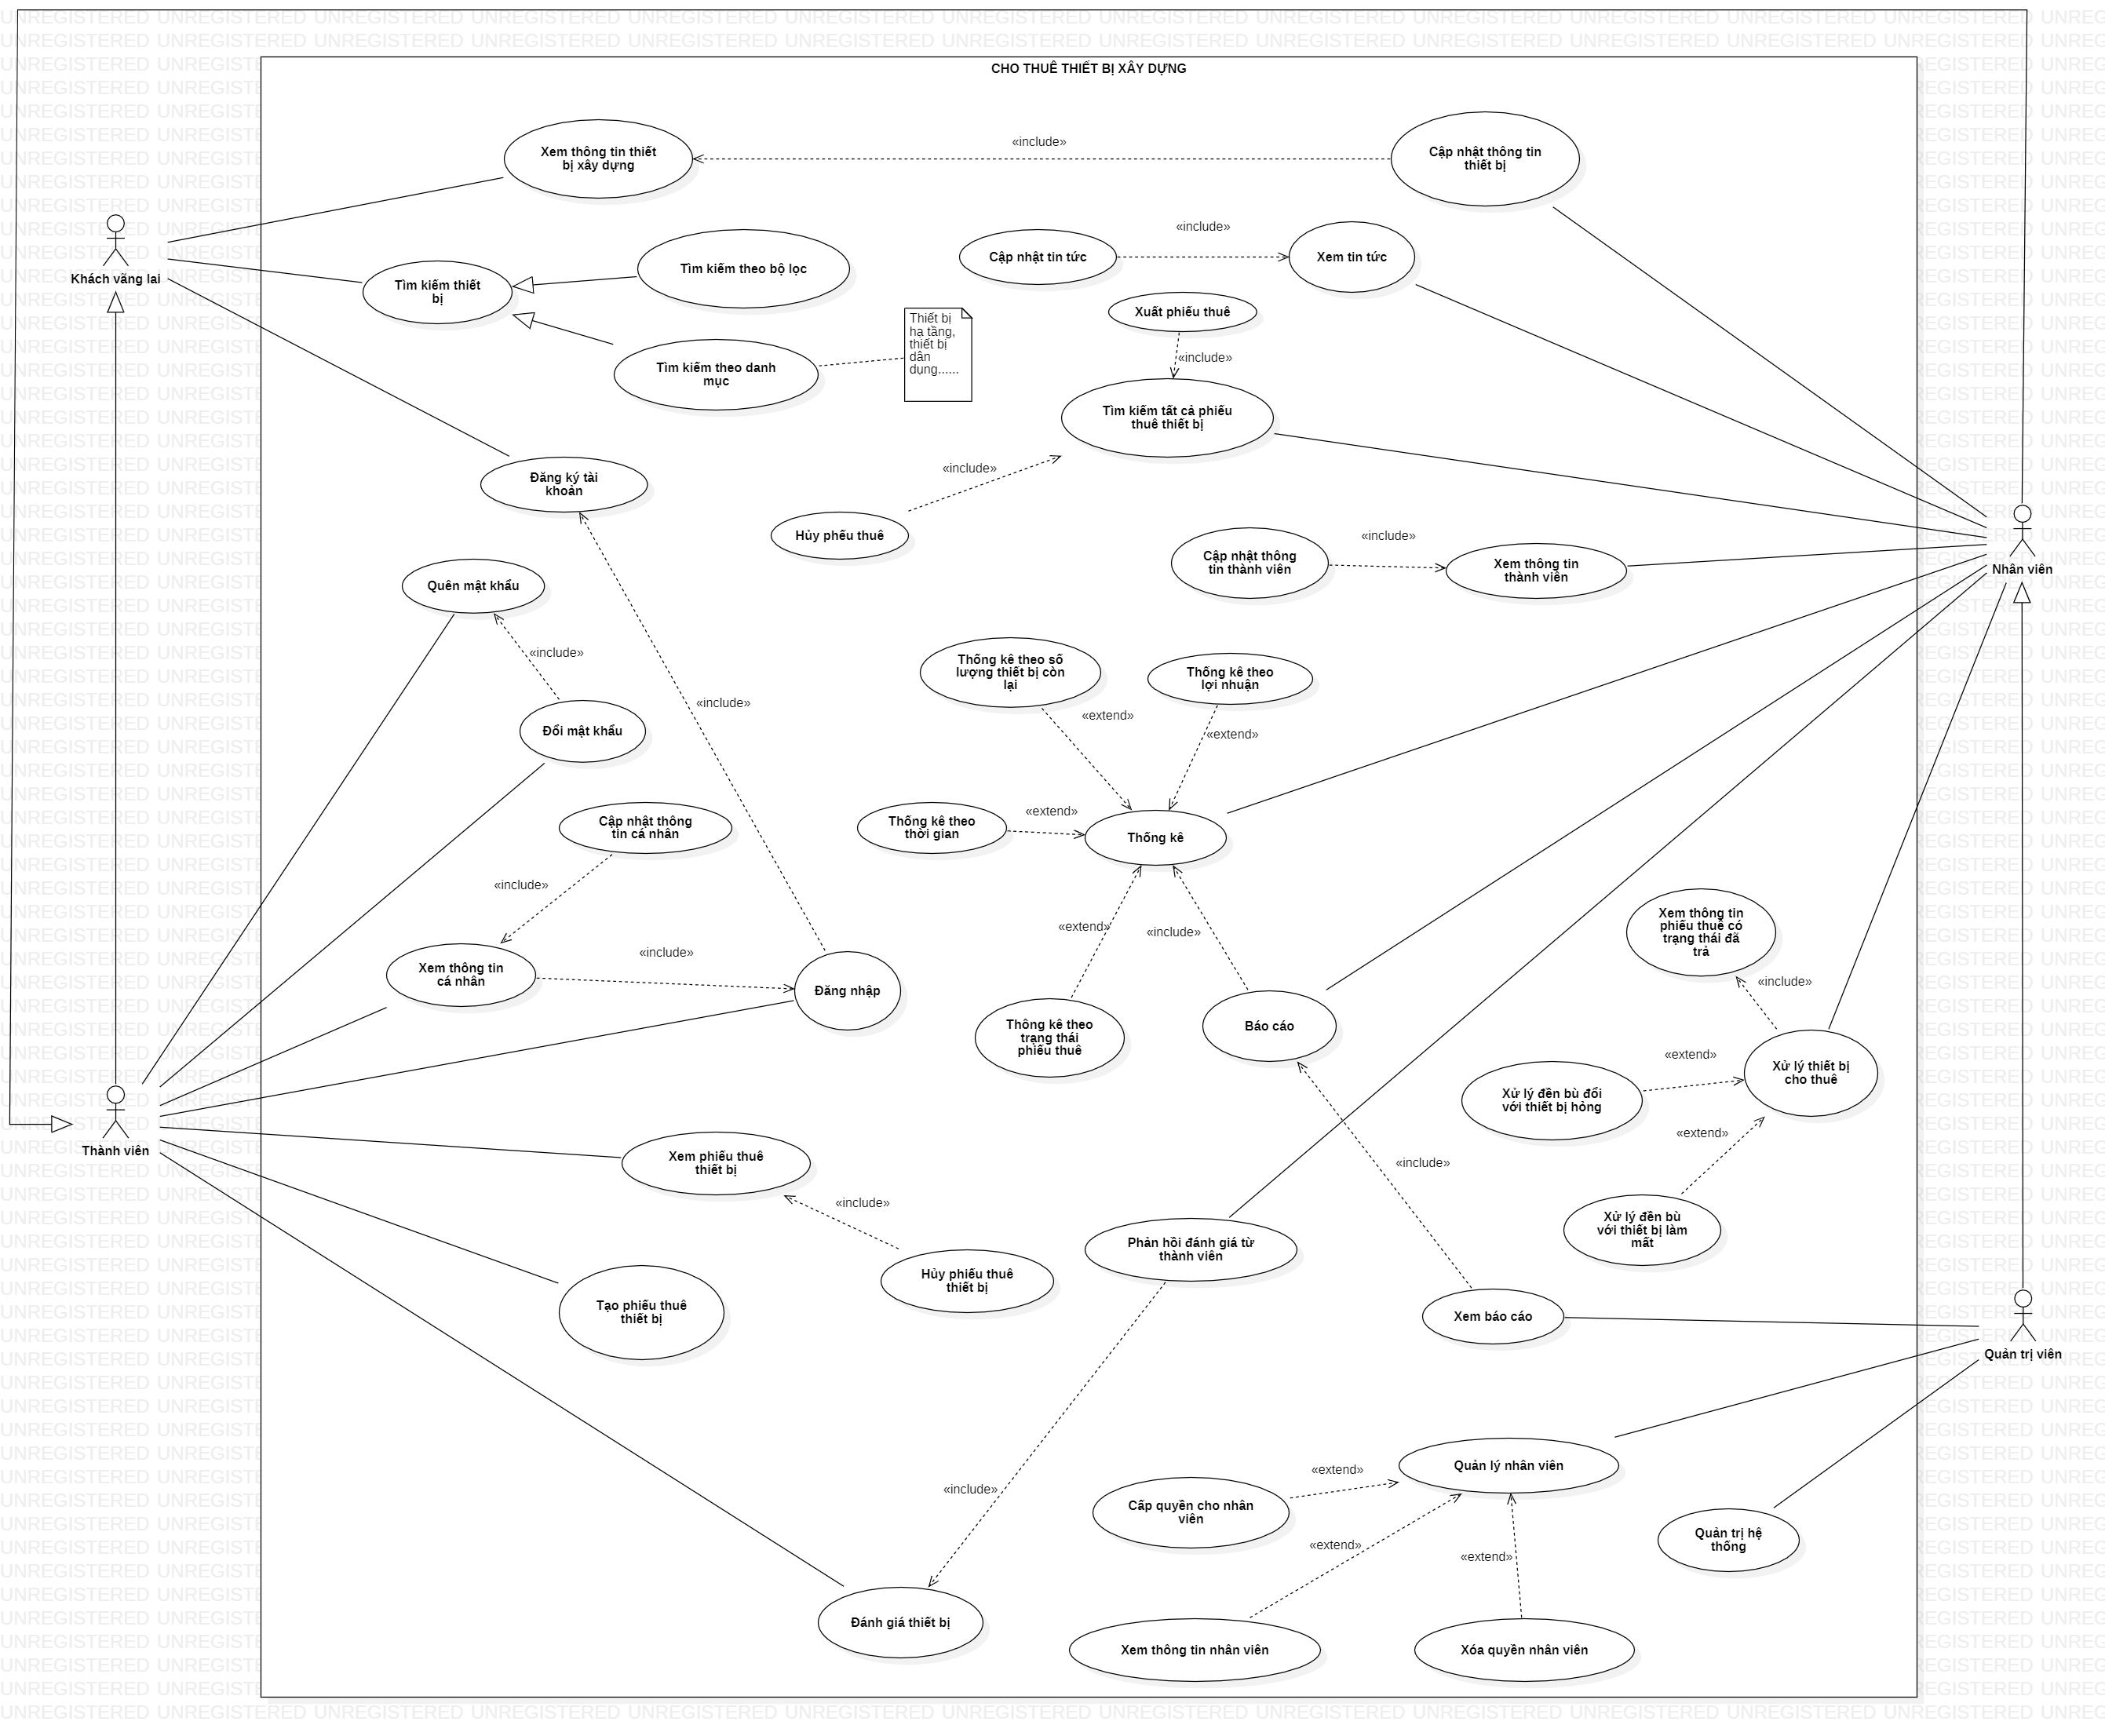 CHO THUÊ THIẾT BỊ XÂY DỰNG
Xem thông tin thiết
bị xây dựng
«include»
Cập nhật thông tin
thiết bị
Khách vãng lai
Tìm kiếm thiết
bị
Tìm kiếm theo bộ lọc
Cập nhật tin tức
«include»
Xem tin tức
Tìm kiếm theo danh
mục
Thiết bị
hạ tầng,
thiết bị
dân
dụng......
Xuất phiếu thuê
«include»
Tìm kiếm tất cả phiếu
thuê thiết bị
«include»
Hủy phếu thuê
Đăng ký tài
khoản
Cập nhật thông
tin thành viên
«include»
Xem thông tin
thành viên
Nhân viên
Quên mật khẩu
«include»
Đổi mật khẩu
«include»
Thống kê theo số
lượng thiết bị còn
lại
«extend»
Thống kê theo
lợi nhuận
«extend»
Thống kê theo
thời gian
«extend»
Thống kê
Cập nhật thông
tin cá nhân
«include»
Xem thông tin
cá nhân
«include»
Đăng nhập
«extend»
«include»
Thông kê theo
trạng thái
phiếu thuê
Báo cáo
Xem thông tin
phiếu thuê có
trạng thái đã
trả
«include»
Xử lý thiết bị
cho thuê
«extend»
Xử lý đền bù đối
với thiết bị hỏng
«extend»
Xử lý đền bù
với thiết bị làm
mất
Thành viên
Xem phiếu thuê
thiết bị
«include»
Hủy phiếu thuê
thiết bị
Tạo phiếu thuê
thiết bị
Phản hồi đánh giá từ
thành viên
«include»
Xem báo cáo
Quản trị viên
«include»
Đánh giá thiết bị
Quản lý nhân viên
«extend»
Cấp quyền cho nhân
viên
«extend»
«extend»
Xem thông tin nhân viên
Xóa quyền nhân viên
Quản trị hệ
thống
UNREGISTERED